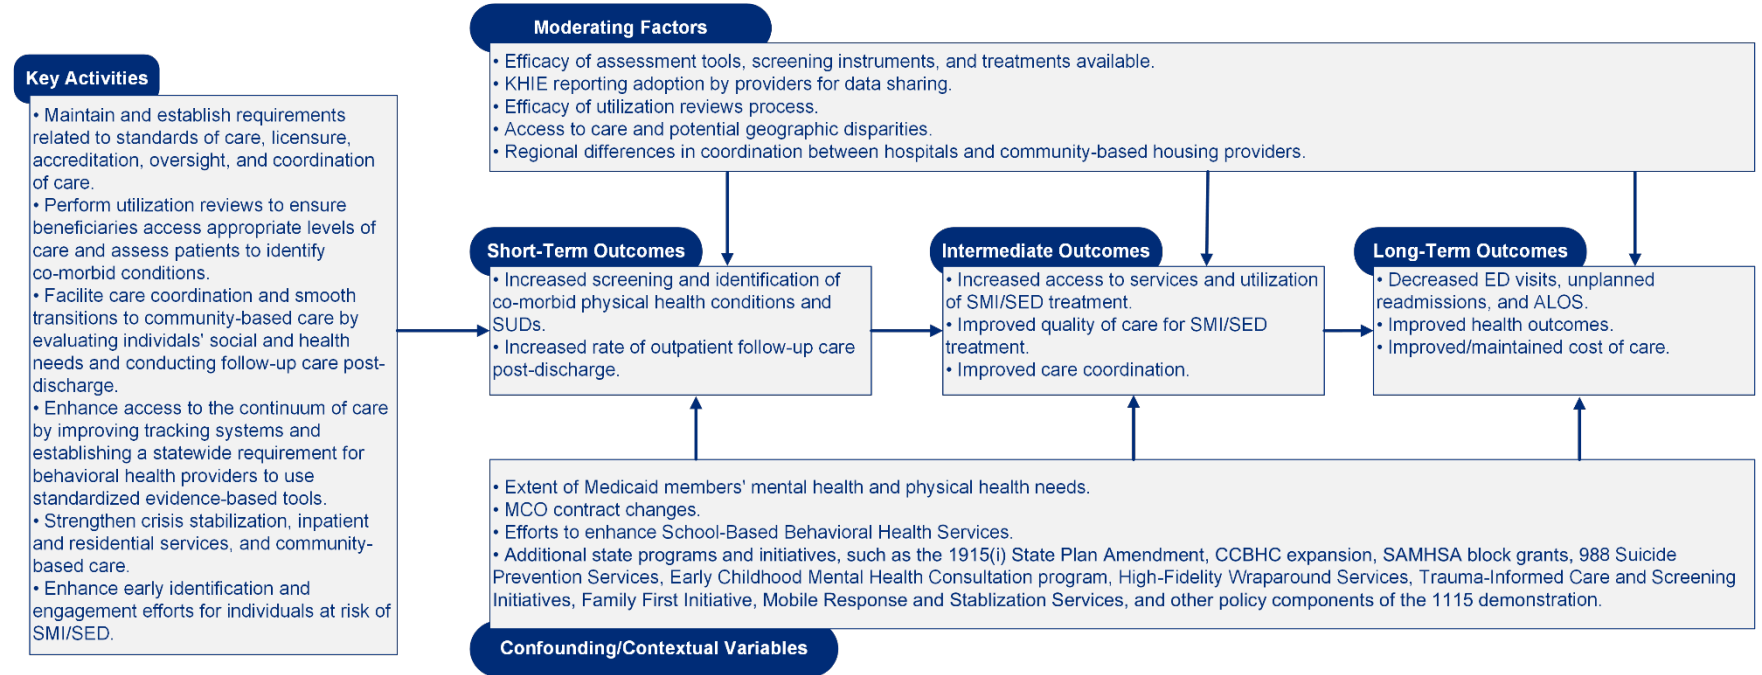 Key Activities
• Maintain and establish requirements
related to standards of care, licensure,
accreditation, oversight, and coordination
of care.
• Perform utilization reviews to ensure
beneficiaries access appropriate levels of
care and assess patients to identify
co-morbid conditions.
• Facilite care coordination and smooth
transitions to community-based care by
evaluating individals' social and health
needs and conducting follow-up care post-
discharge.
• Enhance access to the continuum of care
by improving tracking systems and
establishing a statewide requirement for
behavioral health providers to use
standardized evidence-based tools.
• Strengthen crisis stabilization, inpatient
and residential services, and community-
based care.
• Enhance early identification and
engagement efforts for individuals at risk of
SMI/SED.
Moderating Factors
• Efficacy of assessment tools, screening instruments, and treatments available.
• KHIE reporting adoption by providers for data sharing.
• Efficacy of utilization reviews process.
• Access to care and potential geographic disparities.
• Regional differences in coordination between hospitals and community-based housing providers.
Short-Term Outcomes
• Increased screening and identification of
co-morbid physical health conditions and
SUDs.
• Increased rate of outpatient follow-up care
post-discharge.
Intermediate Outcomes
• Increased access to services and utilization
of SMI/SED treatment.
• Improved quality of care for SMI/SED
treatment.
• Improved care coordination.
Long-Term Outcomes
• Decreased ED visits, unplanned
readmissions, and ALOS.
• Improved health outcomes.
• Improved/maintained cost of care.
• Extent of Medicaid members' mental health and physical health needs.
• MCO contract changes.
• Efforts to enhance School-Based Behavioral Health Services.
• Additional state programs and initiatives, such as the 1915(i) State Plan Amendment, CCBHC expansion, SAMHSA block grants, 988 Suicide
Prevention Services, Early Childhood Mental Health Consultation program, High-Fidelity Wraparound Services, Trauma-Informed Care and Screening
Initiatives, Family First Initiative, Mobile Response and Stablization Services, and other policy components of the 1115 demonstration.
Confounding/Contextual Variables